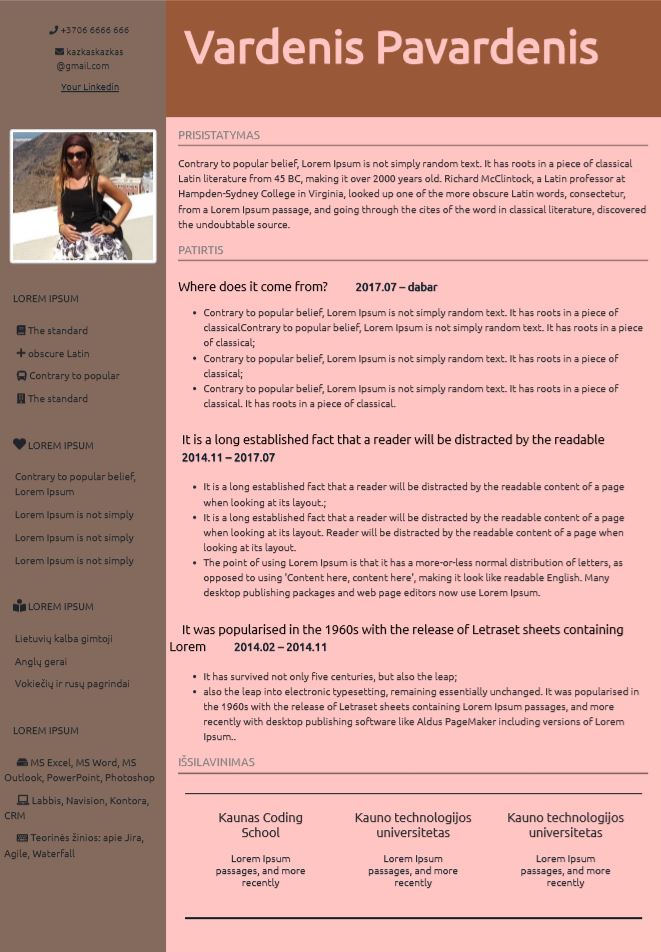 +3706 6666 666
kazkaskazkas
@gmail.com
Your Linkedin
LOREM IPSUM
The standard
obscure Latin
Contrary to popular
The standard
LOREM IPSUM
Contrary to popular belief,
Lorem Ipsum
Lorem Ipsum is not simply
Lorem Ipsum is not simply
Lorem Ipsum is not simply
LOREM IPSUM
Lietuvių kalba gimtoji
Anglų gerai
Vokiečių ir rusų pagrindai
LOREM IPSUM
MS Excel, MS Word, MS
Outlook, PowerPoint, Photoshop
Labbis, Navision, Kontora,
CRM
Teorinės žinios: apie Jira,
Agile, Waterfall
Vardenis Pavardenis
PRISISTATYMAS
Contrary to popular belief, Lorem Ipsum is not simply random text. It has roots in a piece of classical
Latin literature from 45 BC, making it over 2000 years old. Richard McClintock, a Latin professor at
Hampden-Sydney College in Virginia, looked up one of the more obscure Latin words, consectetur,
from a Lorem Ipsum passage, and going through the cites of the word in classical literature, discovered
the undoubtable source.
PATIRTIS
Where does it come from? 2017.07 – dabar
• Contrary to popular belief, Lorem Ipsum is not simply random text. It has roots in a piece of
classicalContrary to popular belief, Lorem Ipsum is not simply random text. It has roots in a piece
of classical;
• Contrary to popular belief, Lorem Ipsum is not simply random text. It has roots in a piece of
classical;
• Contrary to popular belief, Lorem Ipsum is not simply random text. It has roots in a piece of
classical. It has roots in a piece of classical.
It is a long established fact that a reader will be distracted by the readable
2014.11 – 2017.07
• It is a long established fact that a reader will be distracted by the readable content of a page
when looking at its layout.;
• It is a long established fact that a reader will be distracted by the readable content of a page
when looking at its layout. Reader will be distracted by the readable content of a page when
looking at its layout.
• The point of using Lorem Ipsum is that it has a more-or-less normal distribution of letters, as
opposed to using 'Content here, content here', making it look like readable English. Many
desktop publishing packages and web page editors now use Lorem Ipsum.
It was popularised in the 1960s with the release of Letraset sheets containing
Lorem 2014.02 – 2014.11
• It has survived not only five centuries, but also the leap;
• also the leap into electronic typesetting, remaining essentially unchanged. It was popularised in
the 1960s with the release of Letraset sheets containing Lorem Ipsum passages, and more
recently with desktop publishing software like Aldus PageMaker including versions of Lorem
Ipsum..
IŠSILAVINIMAS
Kaunas Coding
School
Lorem Ipsum
passages, and more
recently
Kauno technologijos
universitetas
Lorem Ipsum
passages, and more
recently
Kauno technologijos
universitetas
Lorem Ipsum
passages, and more
recently